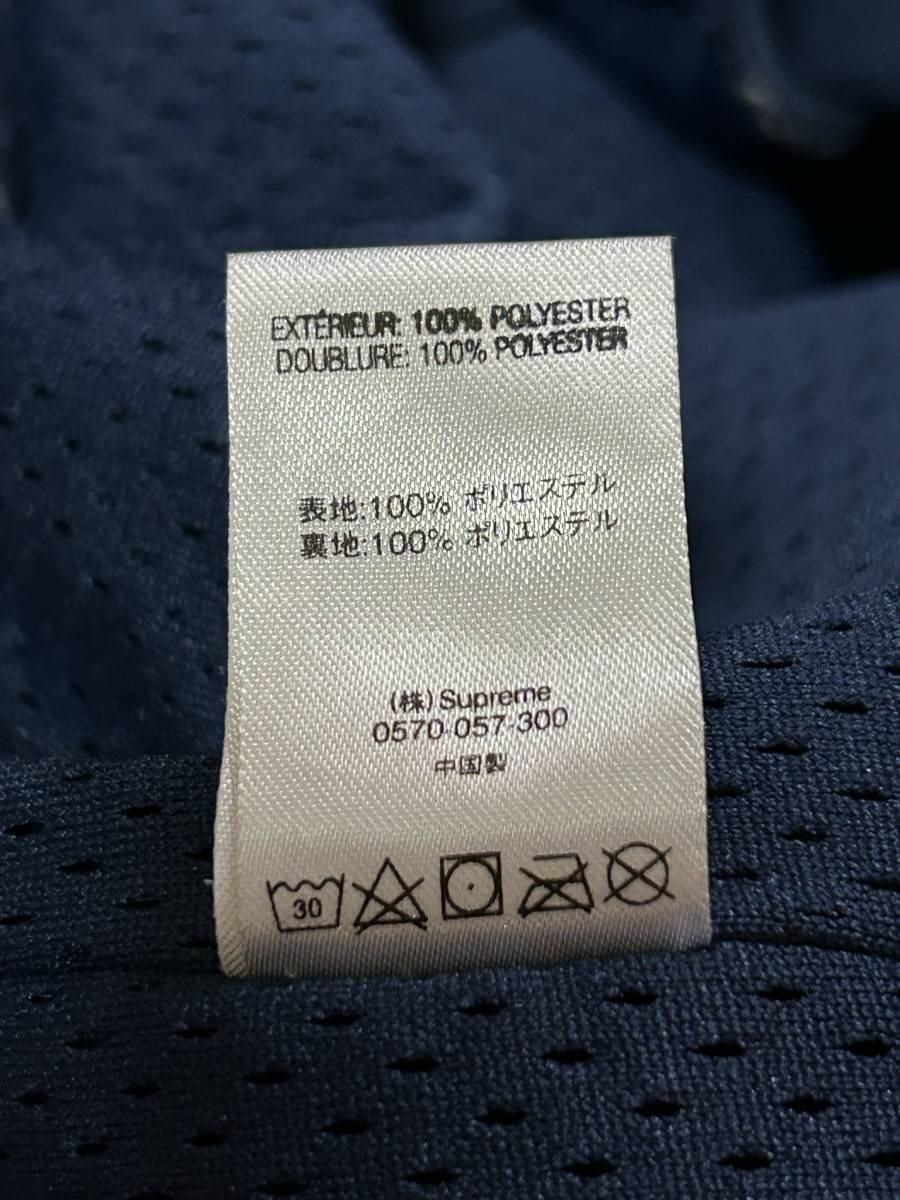 EXTÉRIEUR: 100% POLYESTER
DOUBLURE: 100% POLYESTER
表地:100% ポリエステル
裏地:100% ポリエステル
(株)Supreme
0570-057-300
中国製
30